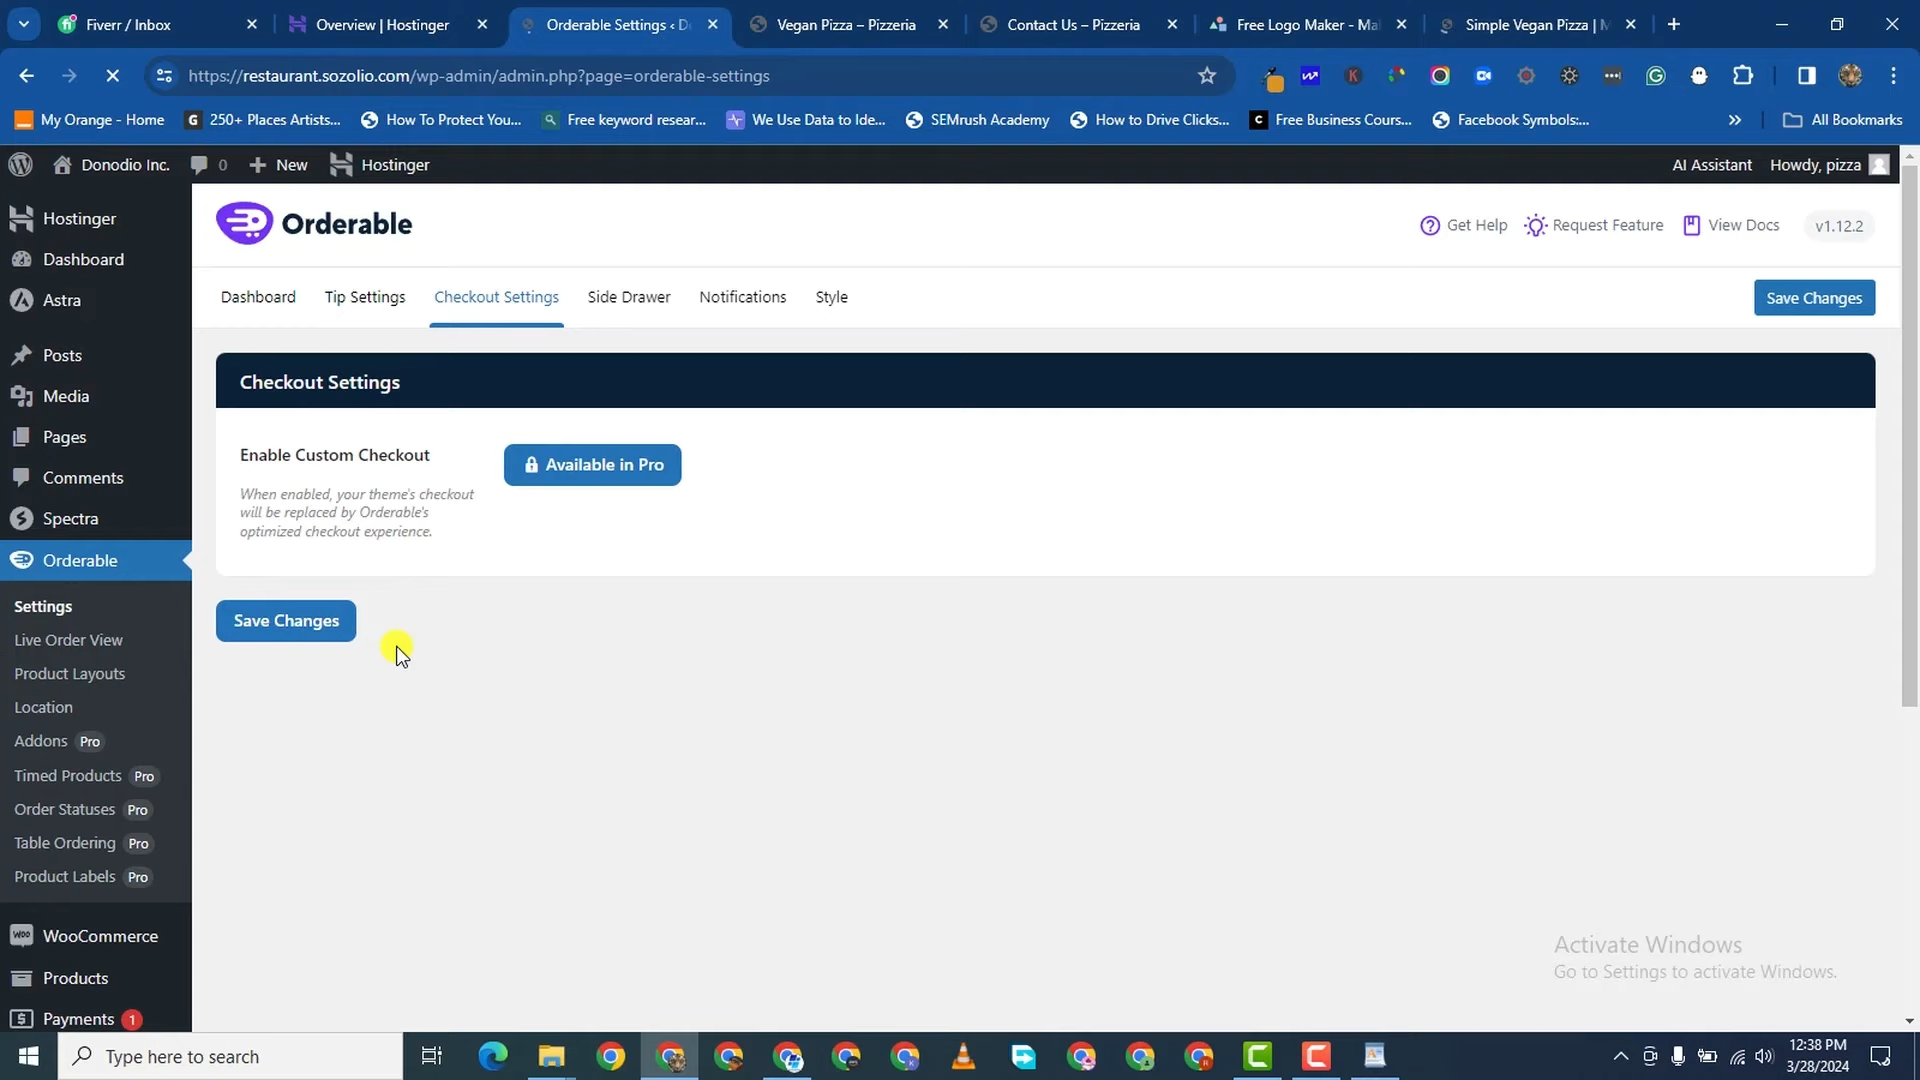 Fiverr / Inbox
Overview | Hostinger
Orderable Settings ‹ D
Vegan Pizza – Pizzeria
Contact Us – Pizzeria
Free Logo Maker - Ma
Simple Vegan Pizza | M
https://restaurant.sozolio.com/wp-admin/admin.php?page=orderable-settings
My Orange - Home
250+ Places Artists...
How To Protect You...
Free keyword resear...
We Use Data to Ide...
SEMrush Academy
How to Drive Clicks...
Free Business Cours...
Facebook Symbols:...
All Bookmarks
Donodio Inc.
0
New
Hostinger
AI Assistant
Howdy, pizza
Hostinger
Dashboard
Astra
Posts
Media
Pages
Comments
Spectra
Orderable
Settings
Live Order View
Product Layouts
Location
Addons Pro
Timed Products Pro
Order Statuses Pro
Table Ordering Pro
Product Labels Pro
WooCommerce
Products
Payments 1
Orderable
Get Help
Request Feature
View Docs
v1.12.2
Dashboard
Tip Settings
Checkout Settings
Side Drawer
Notifications
Style
Save Changes
Checkout Settings
Enable Custom Checkout
When enabled, your theme's checkout
will be replaced by Orderable's
optimized checkout experience.
Available in Pro
Save Changes
Activate Windows
Go to Settings to activate Windows.
Type here to search
12:38 PM
3/28/2024